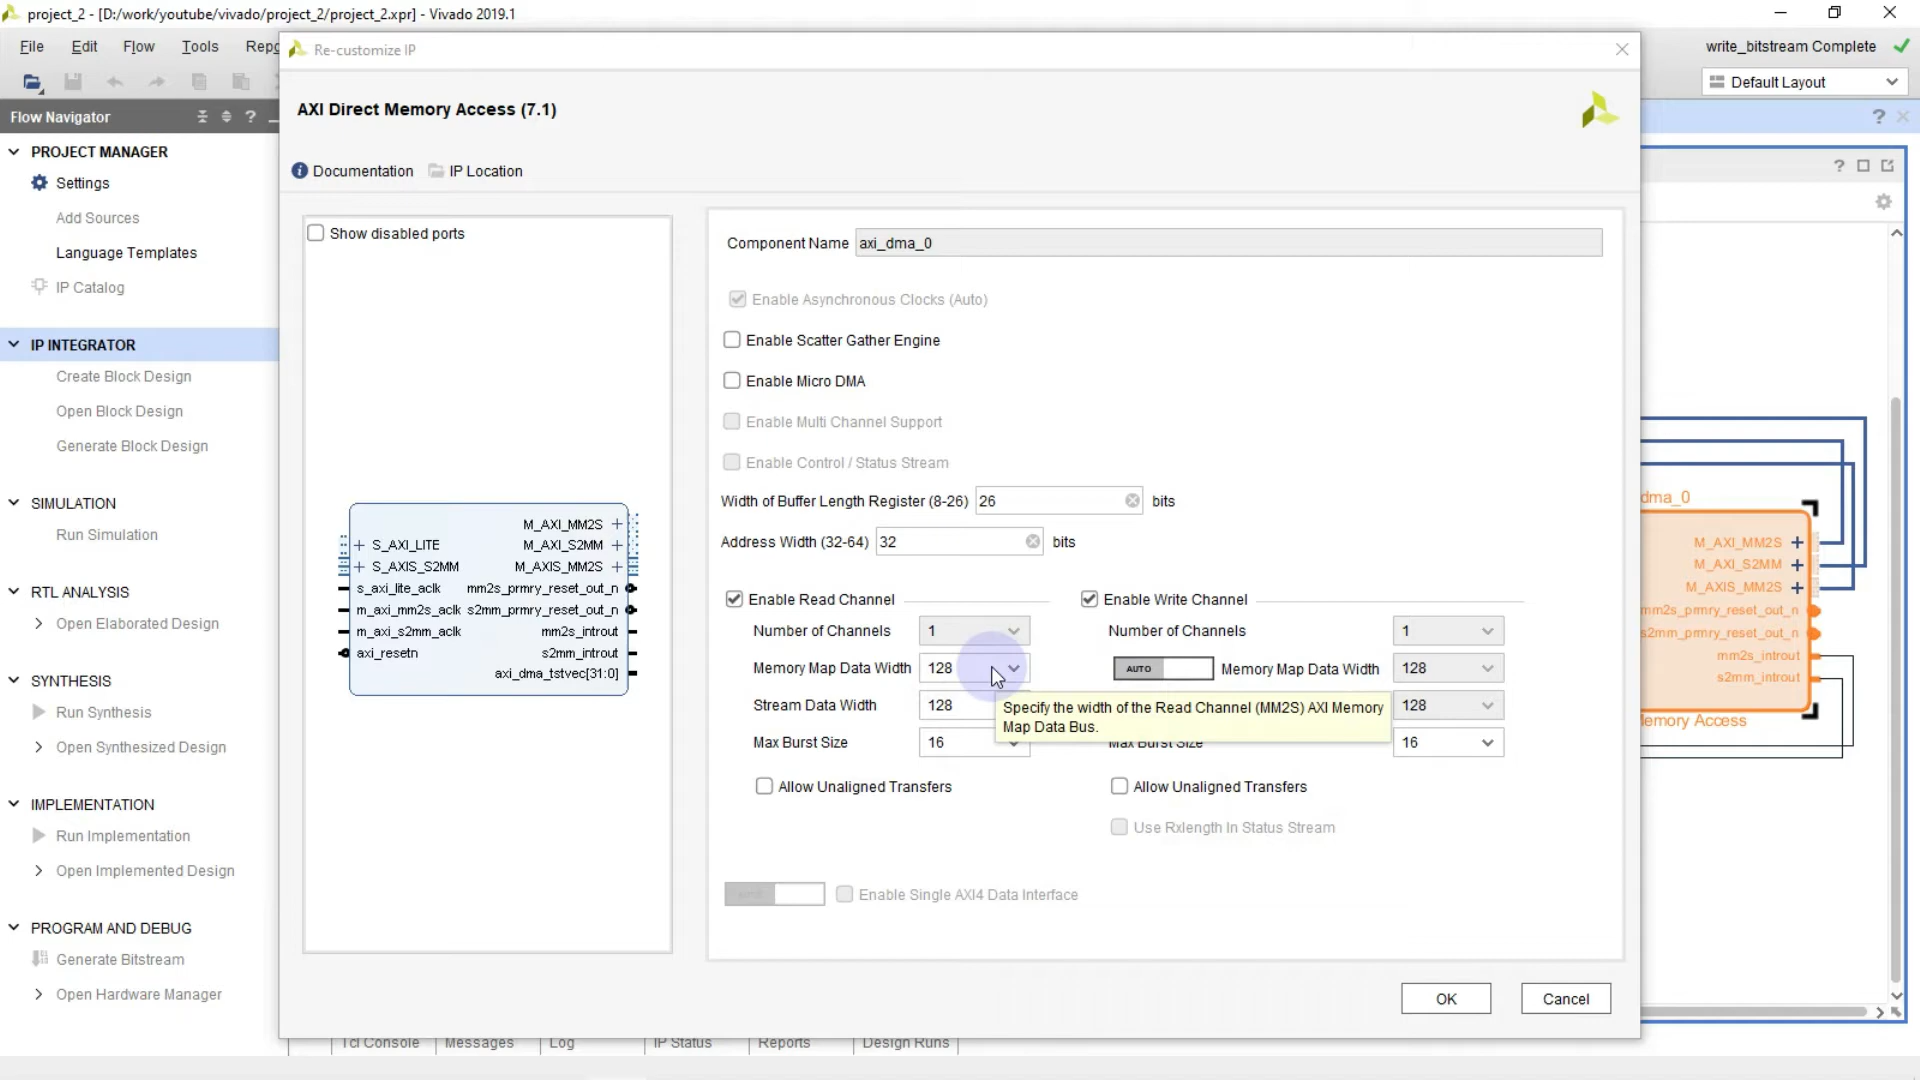 project_2 - [D:/work/youtube/vivado/project_2/project_2.xpr] - Vivado 2019.1
File Edit Flow Tools
write_bitstream Complete
Default Layout
Re-customize IP
AXI Direct Memory Access (7.1)
Documentation IP Location
Flow Navigator
PROJECT MANAGER
Settings
Add Sources
Language Templates
IP Catalog
IP INTEGRATOR
Create Block Design
Open Block Design
Generate Block Design
SIMULATION
Run Simulation
RTL ANALYSIS
Open Elaborated Design
SYNTHESIS
Run Synthesis
Open Synthesized Design
IMPLEMENTATION
Run Implementation
Open Implemented Design
PROGRAM AND DEBUG
Generate Bitstream
Open Hardware Manager
Show disabled ports
M_AXI_MM2S
S_AXI_LITE M_AXI_S2MM
S_AXIS_S2MM M_AXIS_MM2S
s_axi_lite_aclk mm2s_prmry_reset_out_n
m_axi_mm2s_aclk s2mm_prmry_reset_out_n
m_axi_s2mm_aclk mm2s_introut
axi_resetn s2mm_introut
axi_dma_tstvec[31:0]
Component Name axi_dma_0
Enable Asynchronous Clocks (Auto)
Enable Scatter Gather Engine
Enable Micro DMA
Enable Multi Channel Support
Enable Control / Status Stream
Width of Buffer Length Register (8-26) 26 bits
Address Width (32-64) 32 bits
Enable Read Channel Enable Write Channel
Number of Channels 1 Number of Channels 1
Memory Map Data Width 128 AUTO Memory Map Data Width 128
Stream Data Width 128 128
Specify the width of the Read Channel (MM2S) AXI Memory
Map Data Bus.
Max Burst Size 16 Max Burst Size 16
Allow Unaligned Transfers Allow Unaligned Transfers
Use Rxlength In Status Stream
Enable Single AXI4 Data Interface
OK Cancel
dma_0
M_AXI_MM2S
M_AXI_S2MM
M_AXIS_MM2S
mm2s_prmry_reset_out_n
s2mm_prmry_reset_out_n
mm2s_introut
s2mm_introut
Memory Access
Tcl Console Messages Log IP Status Reports Design Runs